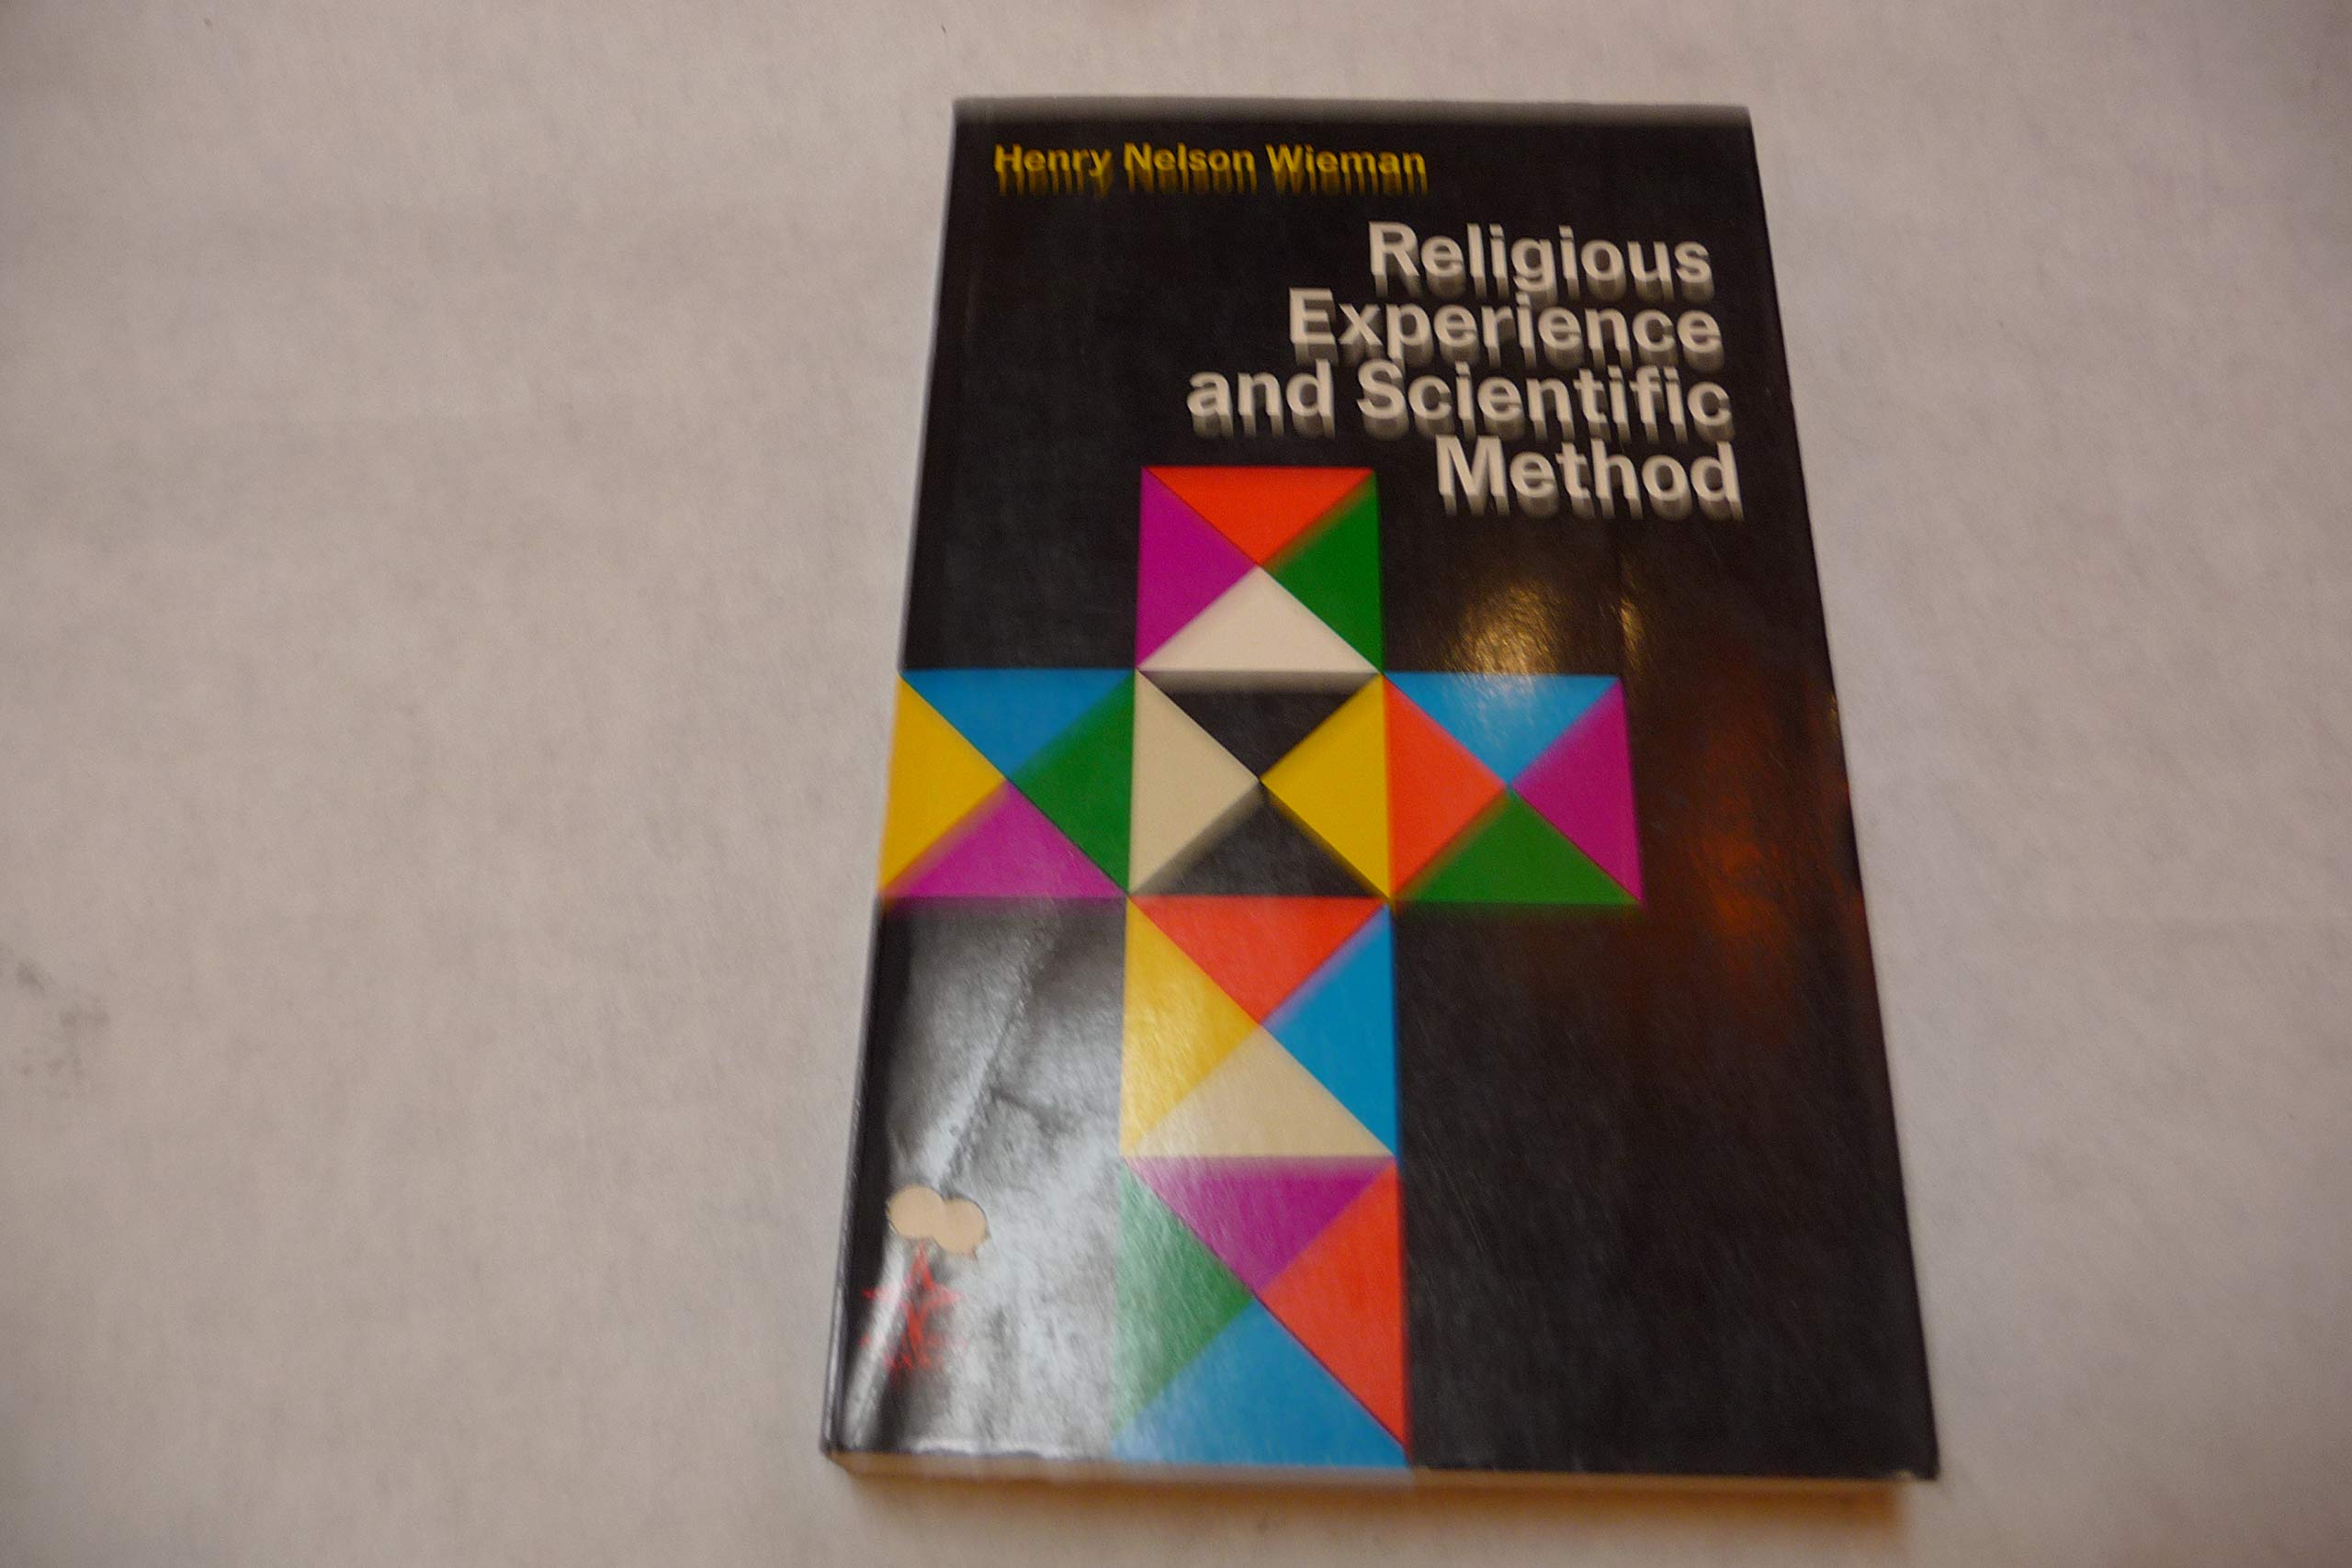 Henry Nelson Wieman
Religious
Experience
and Scientific
Method